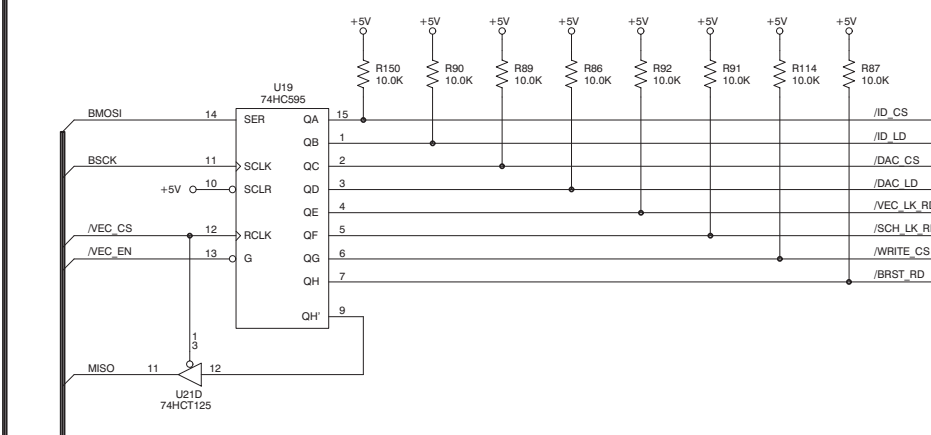 +5V +5V +5V +5V +5V +5V +5V +5V
R150 R90 R89 R86 R92 R91 R114 R87
10.0K 10.0K 10.0K 10.0K 10.0K 10.0K 10.0K 10.0K
U19
74HC595
BMOSI 14 SER QA 15 /ID_CS
QB 1 /ID_LD
BSCK 11 SCLK QC 2 /DAC_CS
+5V 10 SCLR QD 3 /DAC_LD
QE 4 /VEC_LK_RD
/VEC_CS 12 RCLK QF 5 /SCH_LK_R
/VEC_EN 13 G QG 6 /WRITE_CS
QH 7 /BRST_RD
QH' 9
1
3
MISO 11 12
U21D
74HCT125